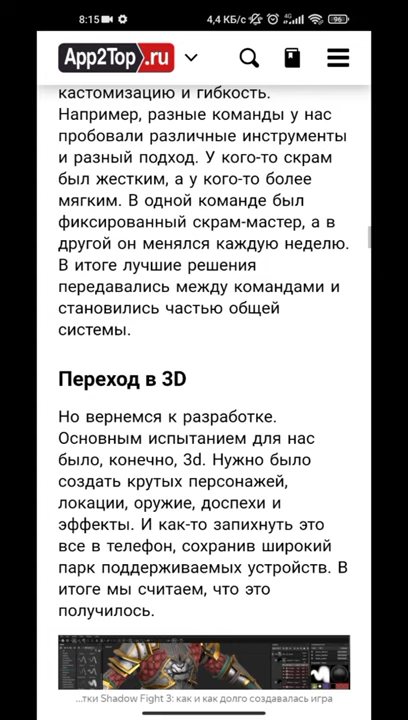 8:15
4,4 КБ/с
4G
96
App2Top.ru
кастомизацию и гибкость.
Например, разные команды у нас
пробовали различные инструменты
и разный подход. У кого-то скрам
был жестким, а у кого-то более
мягким. В одной команде был
фиксированный скрам-мастер, а в
другой он менялся каждую неделю.
В итоге лучшие решения
передавались между командами и
становились частью общей
системы.
Переход в 3D
Но вернемся к разработке.
Основным испытанием для нас
было, конечно, 3d. Нужно было
создать крутых персонажей,
локации, оружие, доспехи и
эффекты. И как-то запихнуть это
все в телефон, сохранив широкий
парк поддерживаемых устройств. В
итоге мы считаем, что это
получилось.
...тки Shadow Fight 3: как и как долго создавалась игра